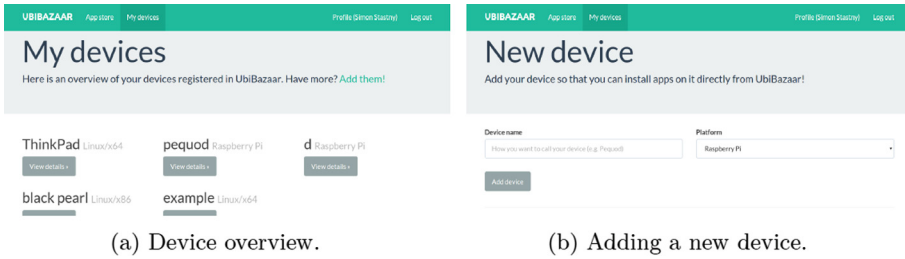 UBIBAZAAR App store My devices Profile (Simon Stastny) Log out
My devices
Here is an overview of your devices registered in UbiBazaar. Have more? Add them!
ThinkPad Linux/x64 pequod Raspberry Pi d Raspberry Pi
View details » View details » View details »
black pearl Linux/x86 example Linux/x64
(a) Device overview.
UBIBAZAAR App store My devices Profile (Simon Stastny) Log out
New device
Add your device so that you can install apps on it directly from UbiBazaar!
Device name Platform
How you want to call your device (e.g. Pequod) Raspberry Pi
Add device
(b) Adding a new device.